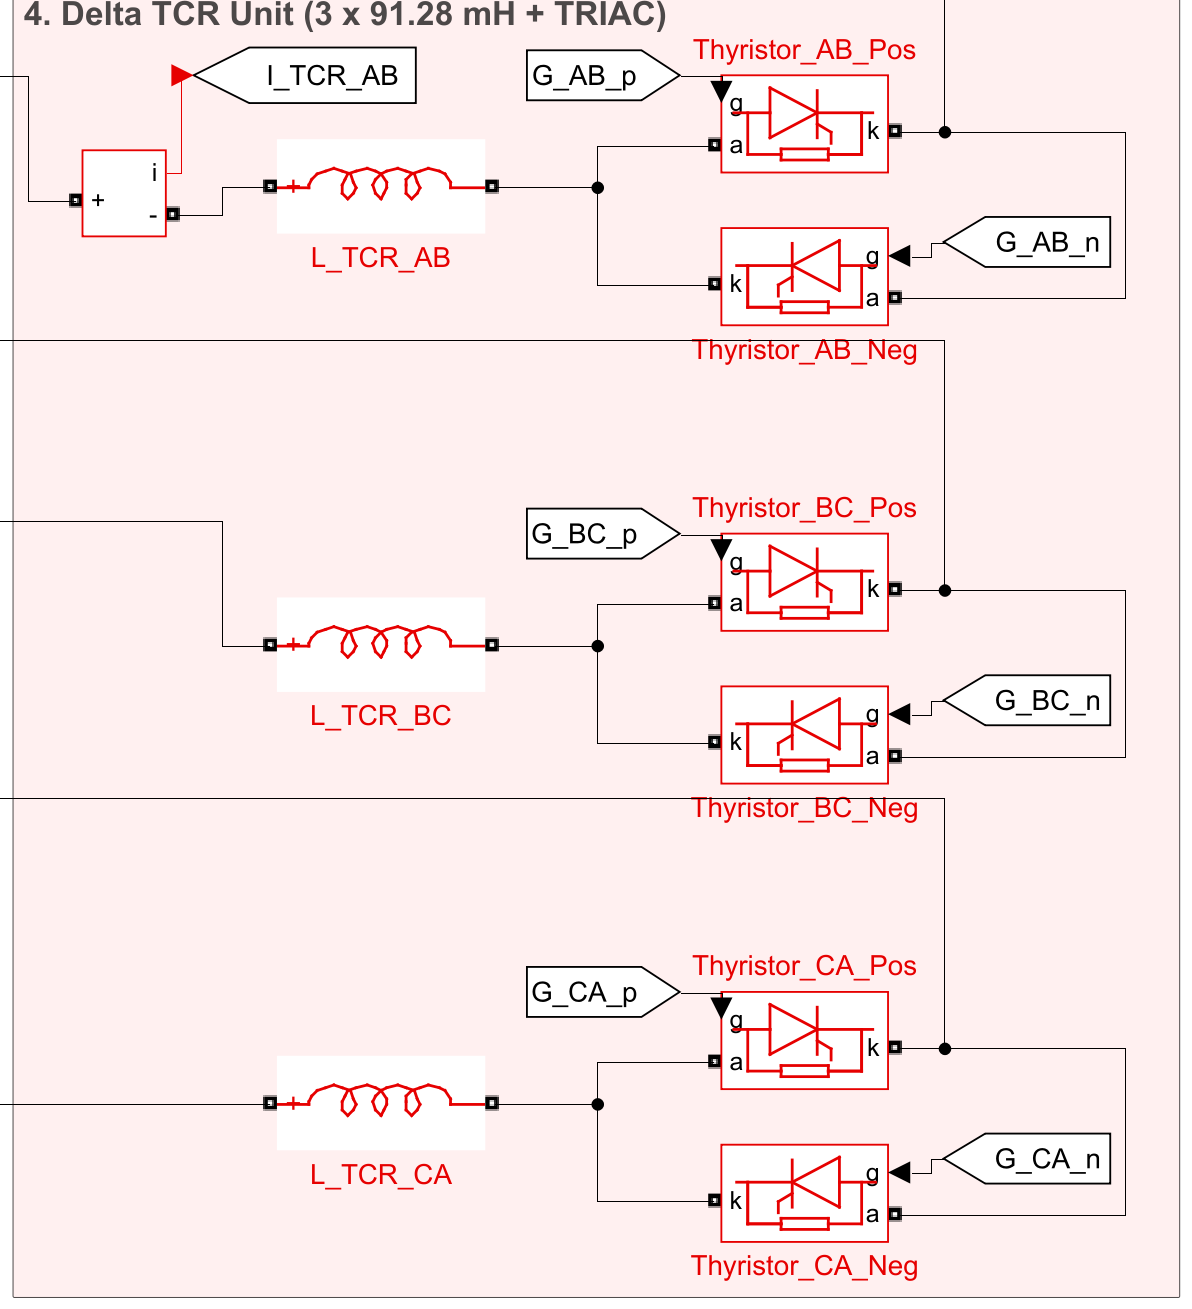 4. Delta TCR Unit (3 x 91.28 mH + TRIAC)
I_TCR_AB
i
+
-
+
L_TCR_AB
G_AB_p
Thyristor_AB_Pos
g
a
k
G_AB_n
g
k
a
Thyristor_AB_Neg
+
L_TCR_BC
G_BC_p
Thyristor_BC_Pos
g
a
k
G_BC_n
g
k
a
Thyristor_BC_Neg
+
L_TCR_CA
G_CA_p
Thyristor_CA_Pos
g
a
k
G_CA_n
g
k
a
Thyristor_CA_Neg